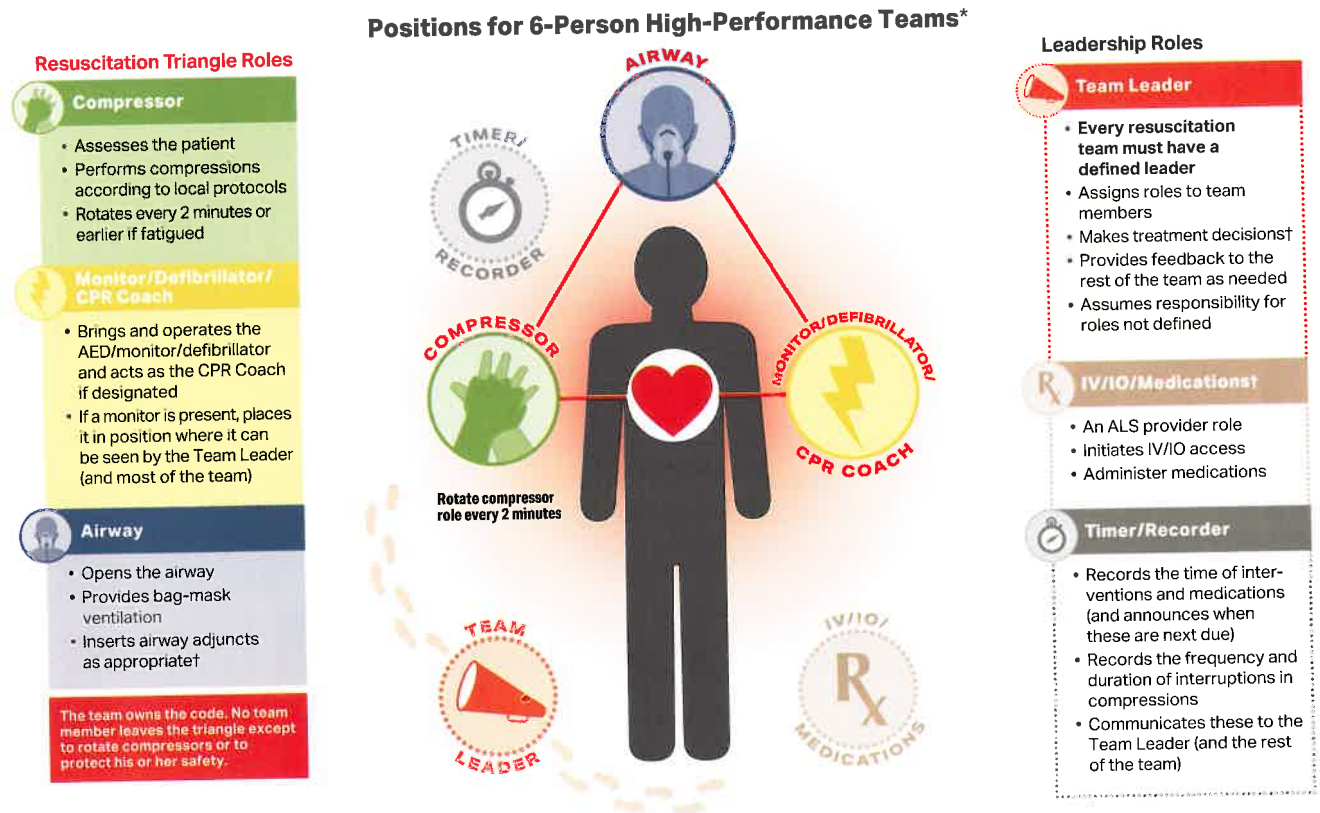 Positions for 6-Person High-Performance Teams*
Resuscitation Triangle Roles
Compressor
• Assesses the patient
• Performs compressions
according to local protocols
• Rotates every 2 minutes or
earlier if fatigued
Monitor/Defibrillator/
CPR Coach
• Brings and operates the
AED/monitor/defibrillator
and acts as the CPR Coach
if designated
• If a monitor is present, places
it in position where it can
be seen by the Team Leader
(and most of the team)
Airway
• Opens the airway
• Provides bag-mask
ventilation
• Inserts airway adjuncts
as appropriate†
The team owns the code. No team
member leaves the triangle except
to rotate compressors or to
protect his or her safety.
AIRWAY
TIMER/
RECORDER
COMPRESSOR
MONITOR/DEFIBRILLATOR/
CPR COACH
Rotate compressor
role every 2 minutes
TEAM
LEADER
IV/IO/
MEDICATIONS
Rx
Leadership Roles
Team Leader
• Every resuscitation
team must have a
defined leader
• Assigns roles to team
members
• Makes treatment decisions†
• Provides feedback to the
rest of the team as needed
• Assumes responsibility for
roles not defined
Rx
IV/IO/Medications†
• An ALS provider role
• Initiates IV/IO access
• Administer medications
Timer/Recorder
• Records the time of inter-
ventions and medications
(and announces when
these are next due)
• Records the frequency and
duration of interruptions in
compressions
• Communicates these to the
Team Leader (and the rest
of the team)